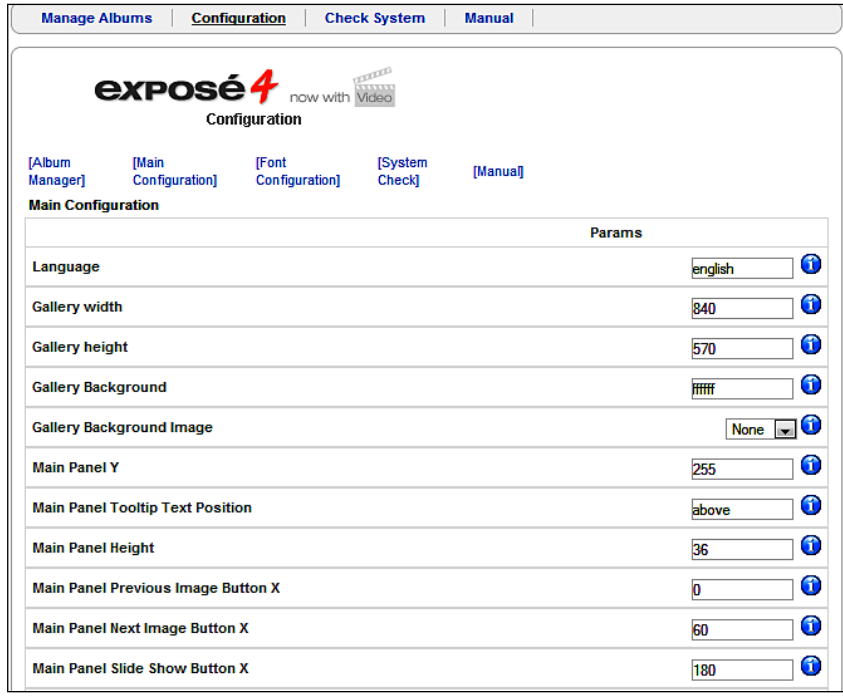 Manage Albums Configuration Check System Manual
exposé 4 now with Video
Configuration
[Album Manager] [Main Configuration] [Font Configuration] [System Check] [Manual]
Main Configuration
Params
Language english
Gallery width 840
Gallery height 570
Gallery Background ffffff
Gallery Background Image None
Main Panel Y 255
Main Panel Tooltip Text Position above
Main Panel Height 36
Main Panel Previous Image Button X 0
Main Panel Next Image Button X 60
Main Panel Slide Show Button X 180